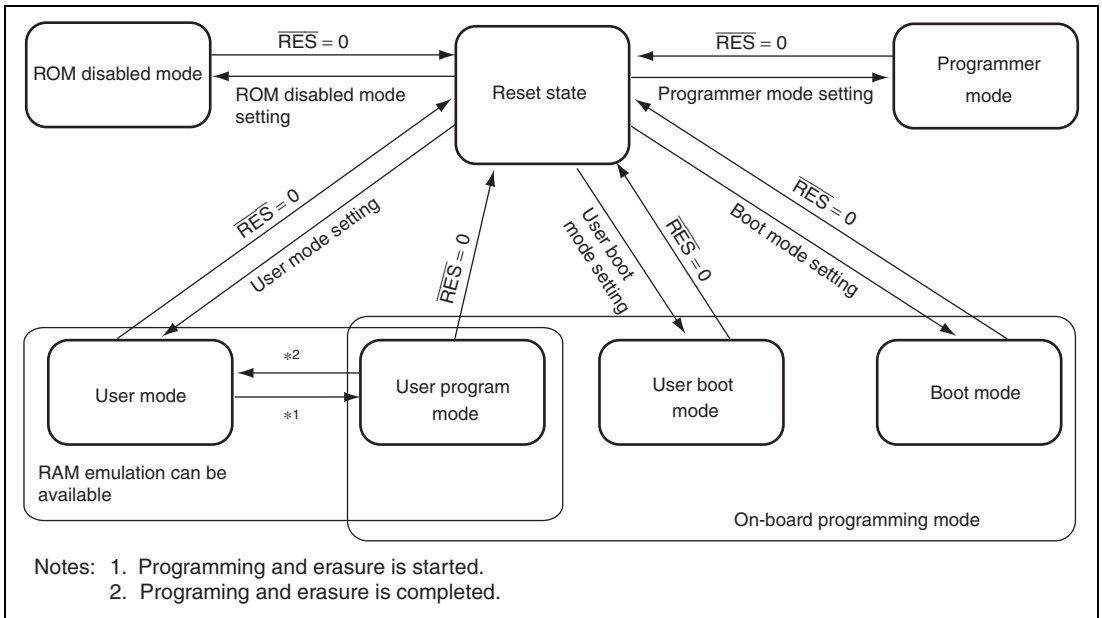 ROM disabled mode
RES = 0
ROM disabled mode
setting
Reset state
RES = 0
Programmer mode setting
Programmer
mode
RES = 0
User mode setting
RES = 0
User boot
mode setting
RES = 0
RES = 0
Boot mode setting
User mode
*2
*1
User program
mode
User boot
mode
Boot mode
RAM emulation can be
available
On-board programming mode
Notes: 1. Programming and erasure is started.
2. Programing and erasure is completed.